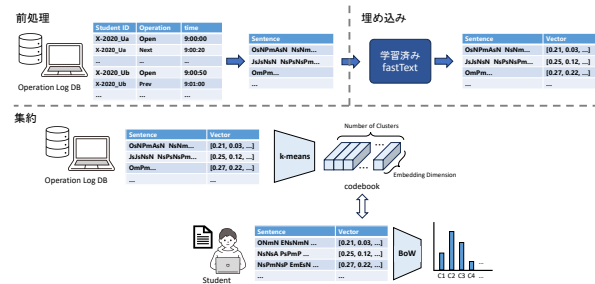 前処理
埋め込み
Student ID Operation time
X-2020_Ua Open 9:00:00
X-2020_Ua Next 9:00:20
... ... ...
X-2020_Ub Open 9:00:50
X-2020_Ub Prev 9:01:00
... ... ...
Operation Log DB
Sentence
OsNPmAsN NsNm...
JsJsNsN NsPsNsPm...
OmPm...
...
学習済み
fastText
Sentence Vector
OsNPmAsN NsNm... [0.21, 0.03, ...]
JsJsNsN NsPsNsPm... [0.25, 0.12, ...]
OmPm... [0.27, 0.22, ...]
... ...
集約
Operation Log DB
Sentence Vector
OsNPmAsN NsNm... [0.21, 0.03, ...]
JsJsNsN NsPsNsPm... [0.25, 0.12, ...]
OmPm... [0.27, 0.22, ...]
... ...
k-means
Number of Clusters
...
...
Embedding Dimension
codebook
Student
Sentence Vector
ONmN ENsNmN ... [0.21, 0.03, ...]
NsNsA PsPmP ... [0.25, 0.12, ...]
NsPmNsP EmEsN ... [0.27, 0.22, ...]
... ...
BoW
...
C1 C2 C3 C4 ...